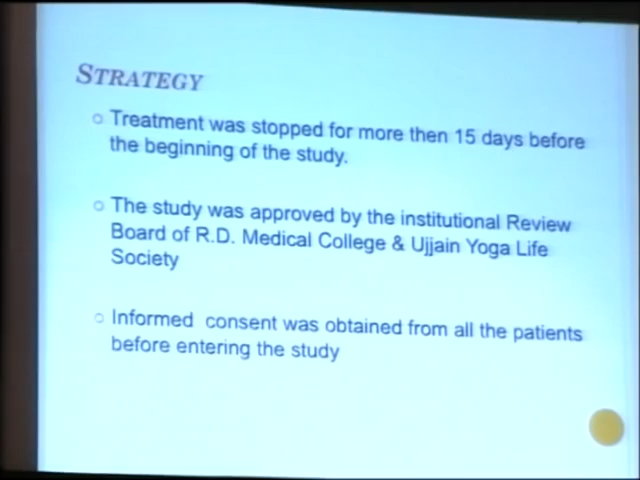 STRATEGY
Treatment was stopped for more then 15 days before
the beginning of the study.
The study was approved by the institutional Review
Board of R.D. Medical College & Ujjain Yoga Life
Society
Informed consent was obtained from all the patients
before entering the study